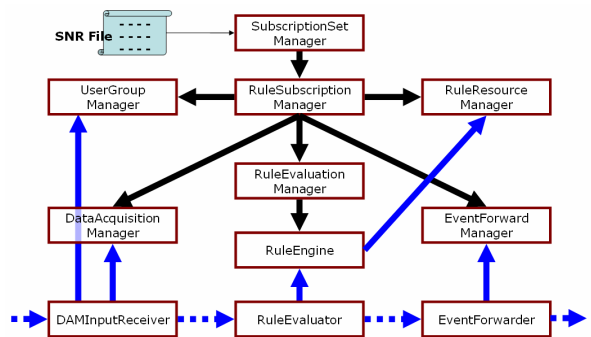 SNR File
SubscriptionSet
Manager
UserGroup
Manager
RuleSubscription
Manager
RuleResource
Manager
RuleEvaluation
Manager
DataAcquisition
Manager
EventForward
Manager
RuleEngine
DAMInputReceiver
RuleEvaluator
EventForwarder